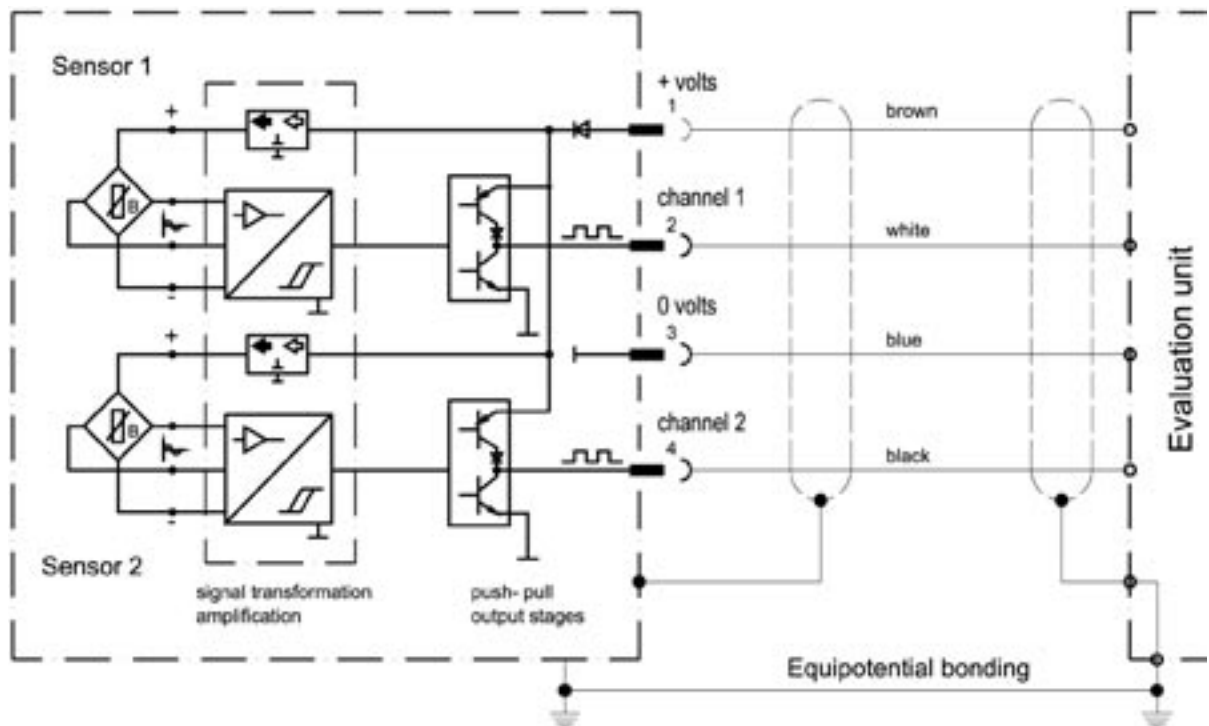 Sensor 1
+ volts
1
brown
+
B
channel 1
2
white
-
0 volts
3
blue
+
B
channel 2
4
black
-
Sensor 2
signal transformation
amplification
push- pull
output stages
Evaluation unit
Equipotential bonding